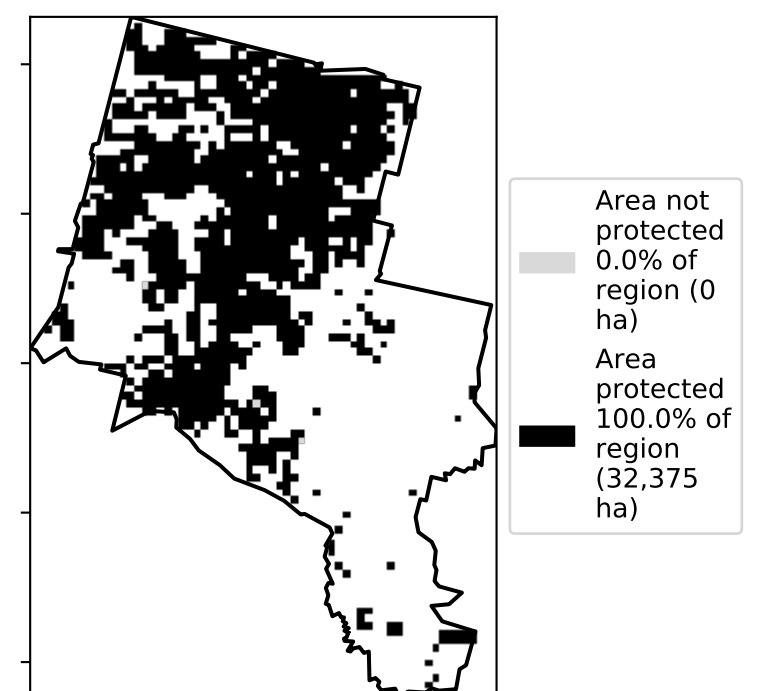 Area not
protected
0.0% of
region (0
ha)
Area
protected
100.0% of
region
(32,375
ha)